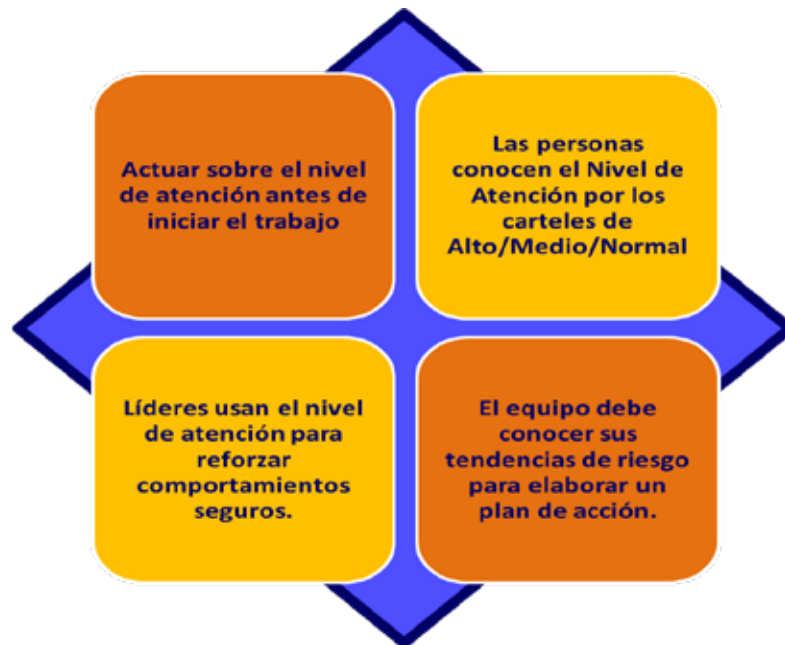 Actuar sobre el nivel
de atención antes de
iniciar el trabajo
Las personas
conocen el Nivel de
Atención por los
carteles de
Alto/Medio/Normal
Líderes usan el nivel
de atención para
reforzar
comportamientos
seguros.
El equipo debe
conocer sus
tendencias de riesgo
para elaborar un
plan de acción.